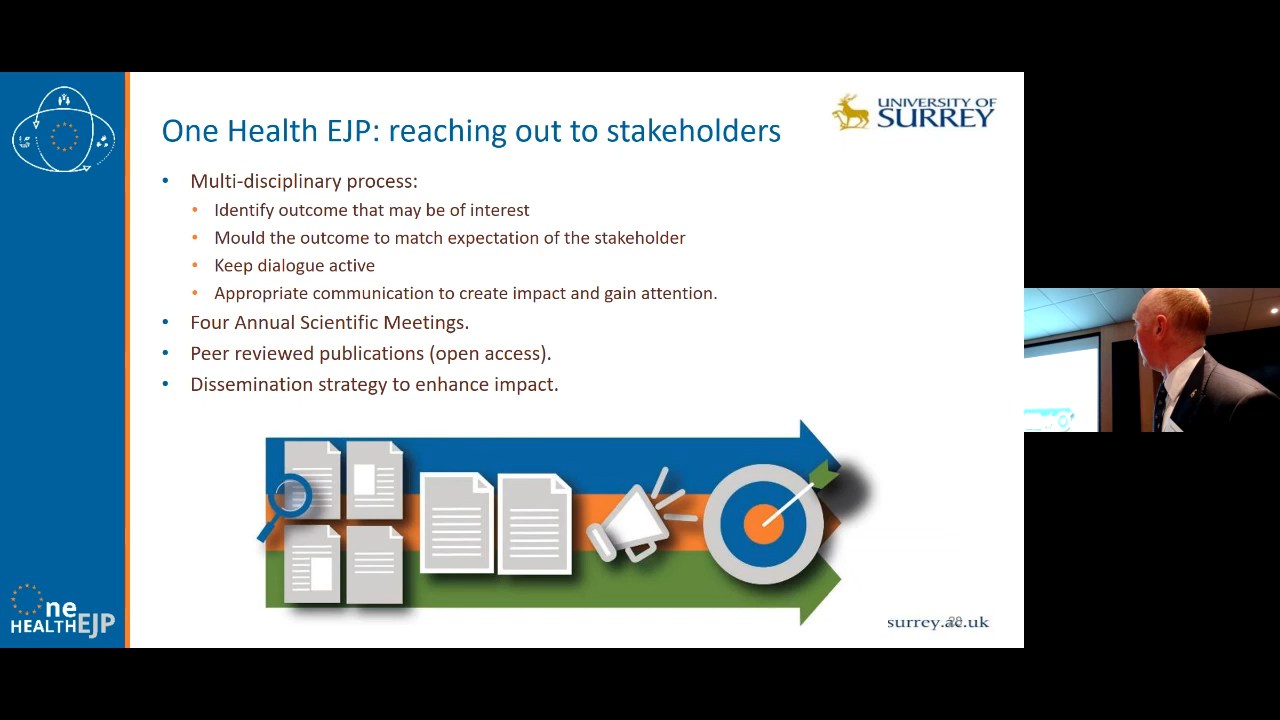 UNIVERSITY OF
SURREY
One Health EJP: reaching out to stakeholders
• Multi-disciplinary process:
• Identify outcome that may be of interest
• Mould the outcome to match expectation of the stakeholder
• Keep dialogue active
• Appropriate communication to create impact and gain attention.
• Four Annual Scientific Meetings.
• Peer reviewed publications (open access).
• Dissemination strategy to enhance impact.
One
HEALTHEJP
surrey.ac.uk